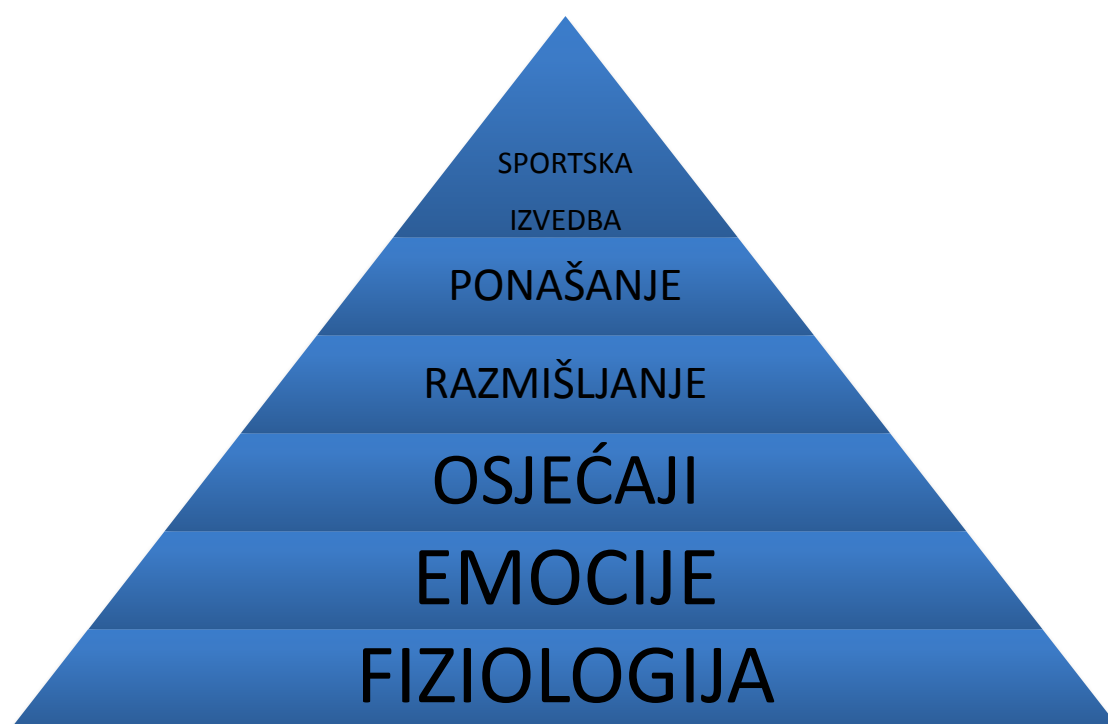 SPORTSKA
IZVEDBA
PONAŠANJE
RAZMIŠLJANJE
OSJEĆAJI
EMOCIJE
FIZIOLOGIJA